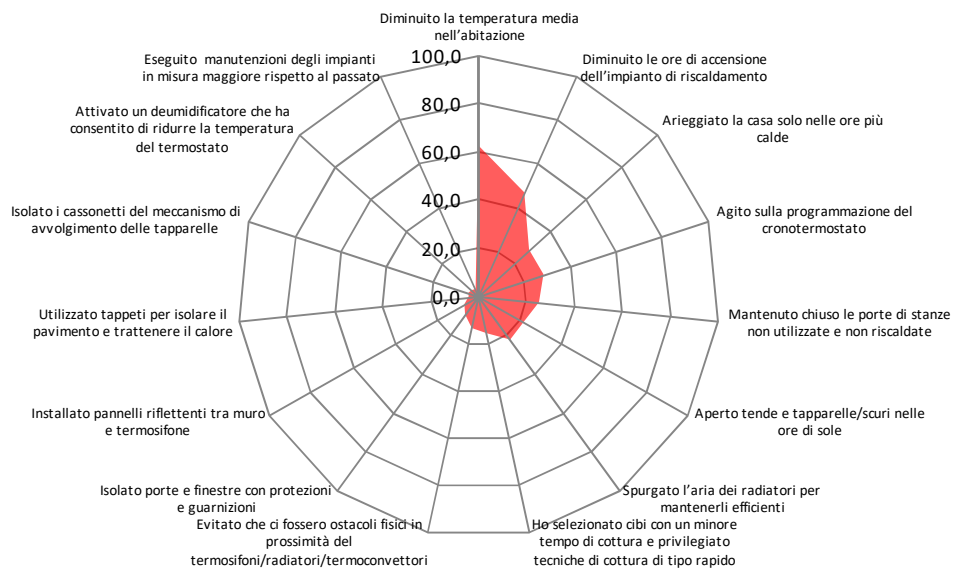 Diminuito la temperatura media
nell'abitazione
Diminuito le ore di accensione
dell'impianto di riscaldamento
Arieggiato la casa solo nelle ore più
calde
Agito sulla programmazione del
cronotermostato
Mantenuto chiuso le porte di stanze
non utilizzate e non riscaldate
Aperto tende e tapparelle/scuri nelle
ore di sole
Spurgato l'aria dei radiatori per
mantenerli efficienti
Ho selezionato cibi con un minore
tempo di cottura e privilegiato
tecniche di cottura di tipo rapido
Evitato che ci fossero ostacoli fisici in
prossimità del
termosifoni/radiatori/termoconvettori
Isolato porte e finestre con protezioni
e guarnizioni
Installato pannelli riflettenti tra muro
e termosifone
Utilizzato tappeti per isolare il
pavimento e trattenere il calore
Isolato i cassonetti del meccanismo di
avvolgimento delle tapparelle
Attivato un deumidificatore che ha
consentito di ridurre la temperatura
del termostato
Eseguito  manutenzioni degli impianti
in misura maggiore rispetto al passato
100,0
80,0
60,0
40,0
20,0
0,0